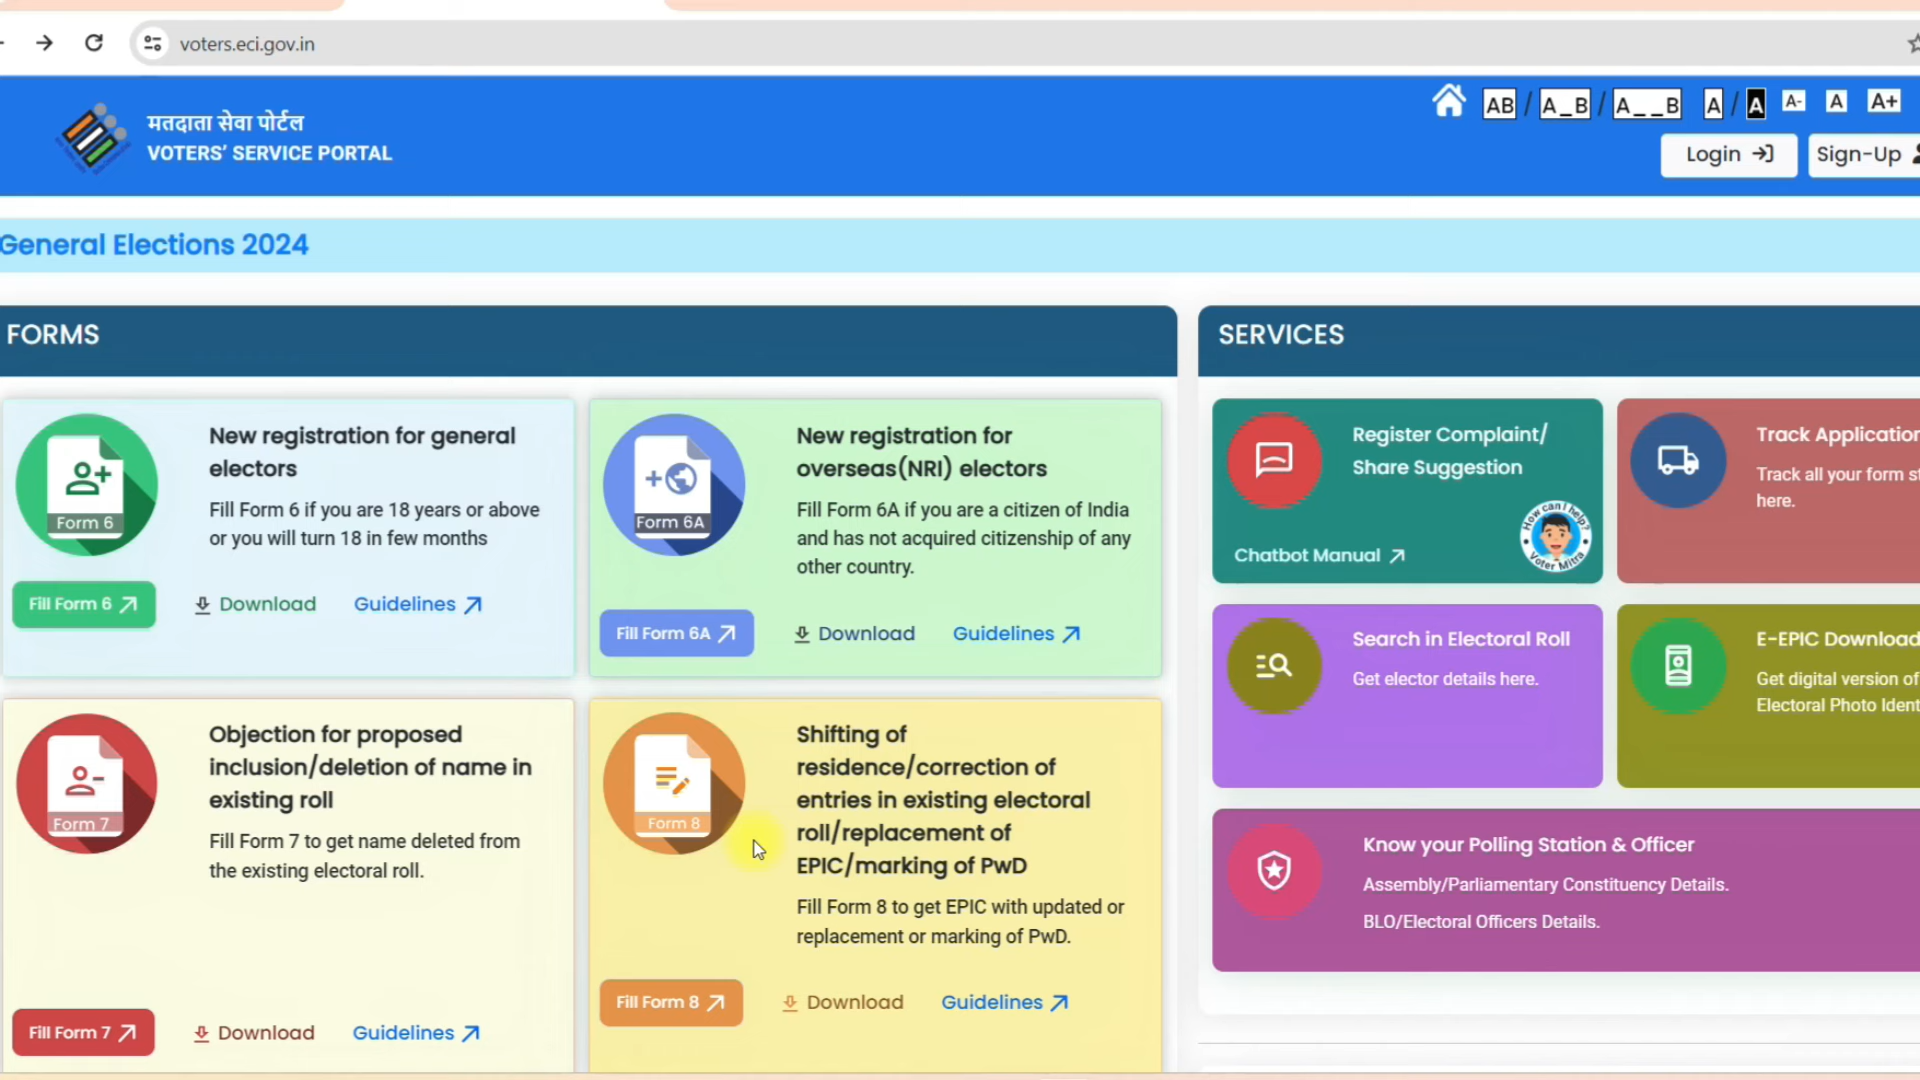 voters.eci.gov.in
AB / A_B / A__B A / A A- A A+
मतदाता सेवा पोर्टल
VOTERS' SERVICE PORTAL
Login
Sign-Up
General Elections 2024
FORMS
New registration for general
electors
Fill Form 6 if you are 18 years or above
or you will turn 18 in few months
Form 6
Fill Form 6
Download
Guidelines
New registration for
overseas(NRI) electors
Fill Form 6A if you are a citizen of India
and has not acquired citizenship of any
other country.
Form 6A
Fill Form 6A
Download
Guidelines
Objection for proposed
inclusion/deletion of name in
existing roll
Fill Form 7 to get name deleted from
the existing electoral roll.
Form 7
Fill Form 7
Download
Guidelines
Shifting of
residence/correction of
entries in existing electoral
roll/replacement of
EPIC/marking of PwD
Fill Form 8 to get EPIC with updated or
replacement or marking of PwD.
Form 8
Fill Form 8
Download
Guidelines
SERVICES
Register Complaint/
Share Suggestion
Chatbot Manual
How can I help?
Voter Mitra
Track Application
Track all your form st
here.
Search in Electoral Roll
Get elector details here.
E-EPIC Download
Get digital version of
Electoral Photo Ident
Know your Polling Station & Officer
Assembly/Parliamentary Constituency Details.
BLO/Electoral Officers Details.